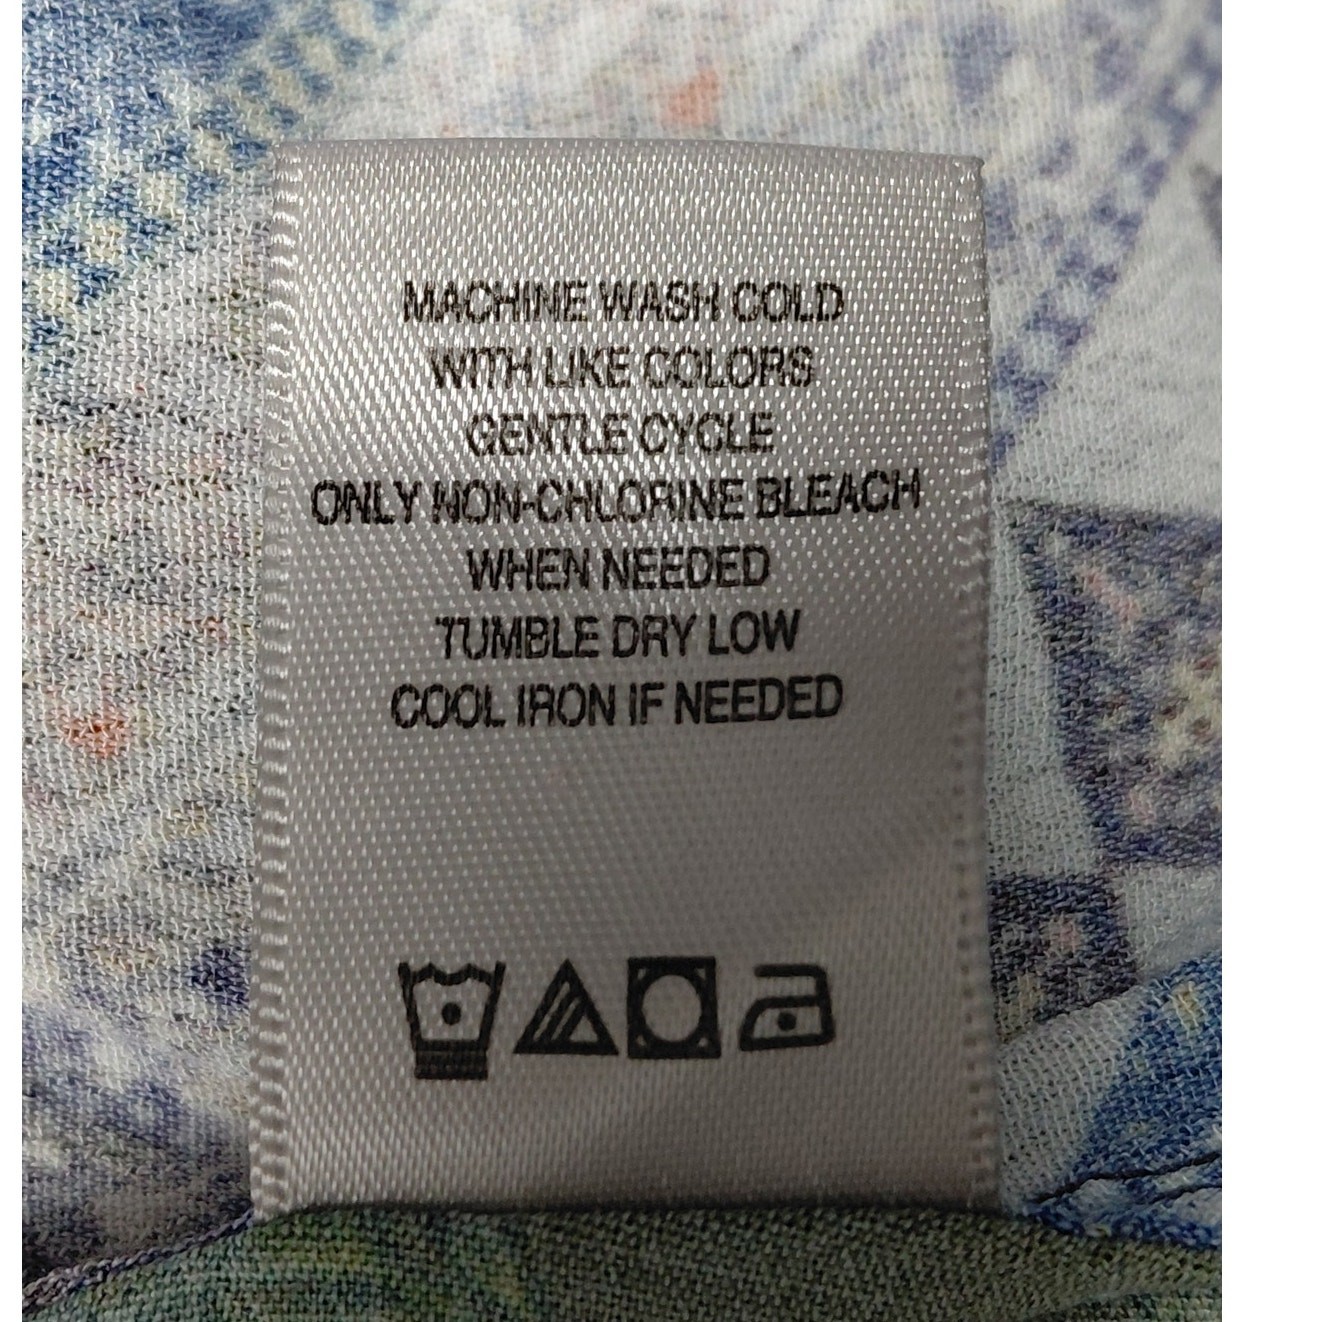 MACHINE WASH COLD
WITH LIKE COLORS
GENTLE CYCLE
ONLY NON-CHLORINE BLEACH
WHEN NEEDED
TUMBLE DRY LOW
COOL IRON IF NEEDED